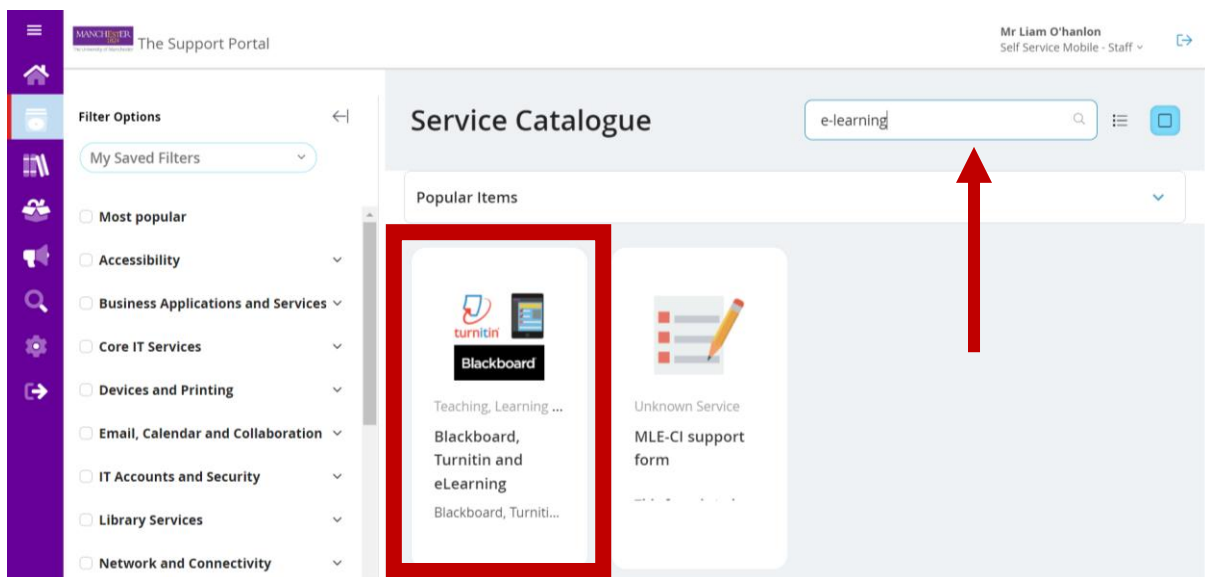 MANCHESTER
1824
The Support Portal
Mr Liam O'hanlon
Self Service Mobile - Staff
Filter Options
My Saved Filters
Most popular
Accessibility
Business Applications and Services
Core IT Services
Devices and Printing
Email, Calendar and Collaboration
IT Accounts and Security
Library Services
Network and Connectivity
Service Catalogue
e-learning
Popular Items
turnitin
Blackboard
Teaching, Learning ...
Blackboard,
Turnitin and
eLearning
Blackboard, Turniti...
Unknown Service
MLE-CI support
form